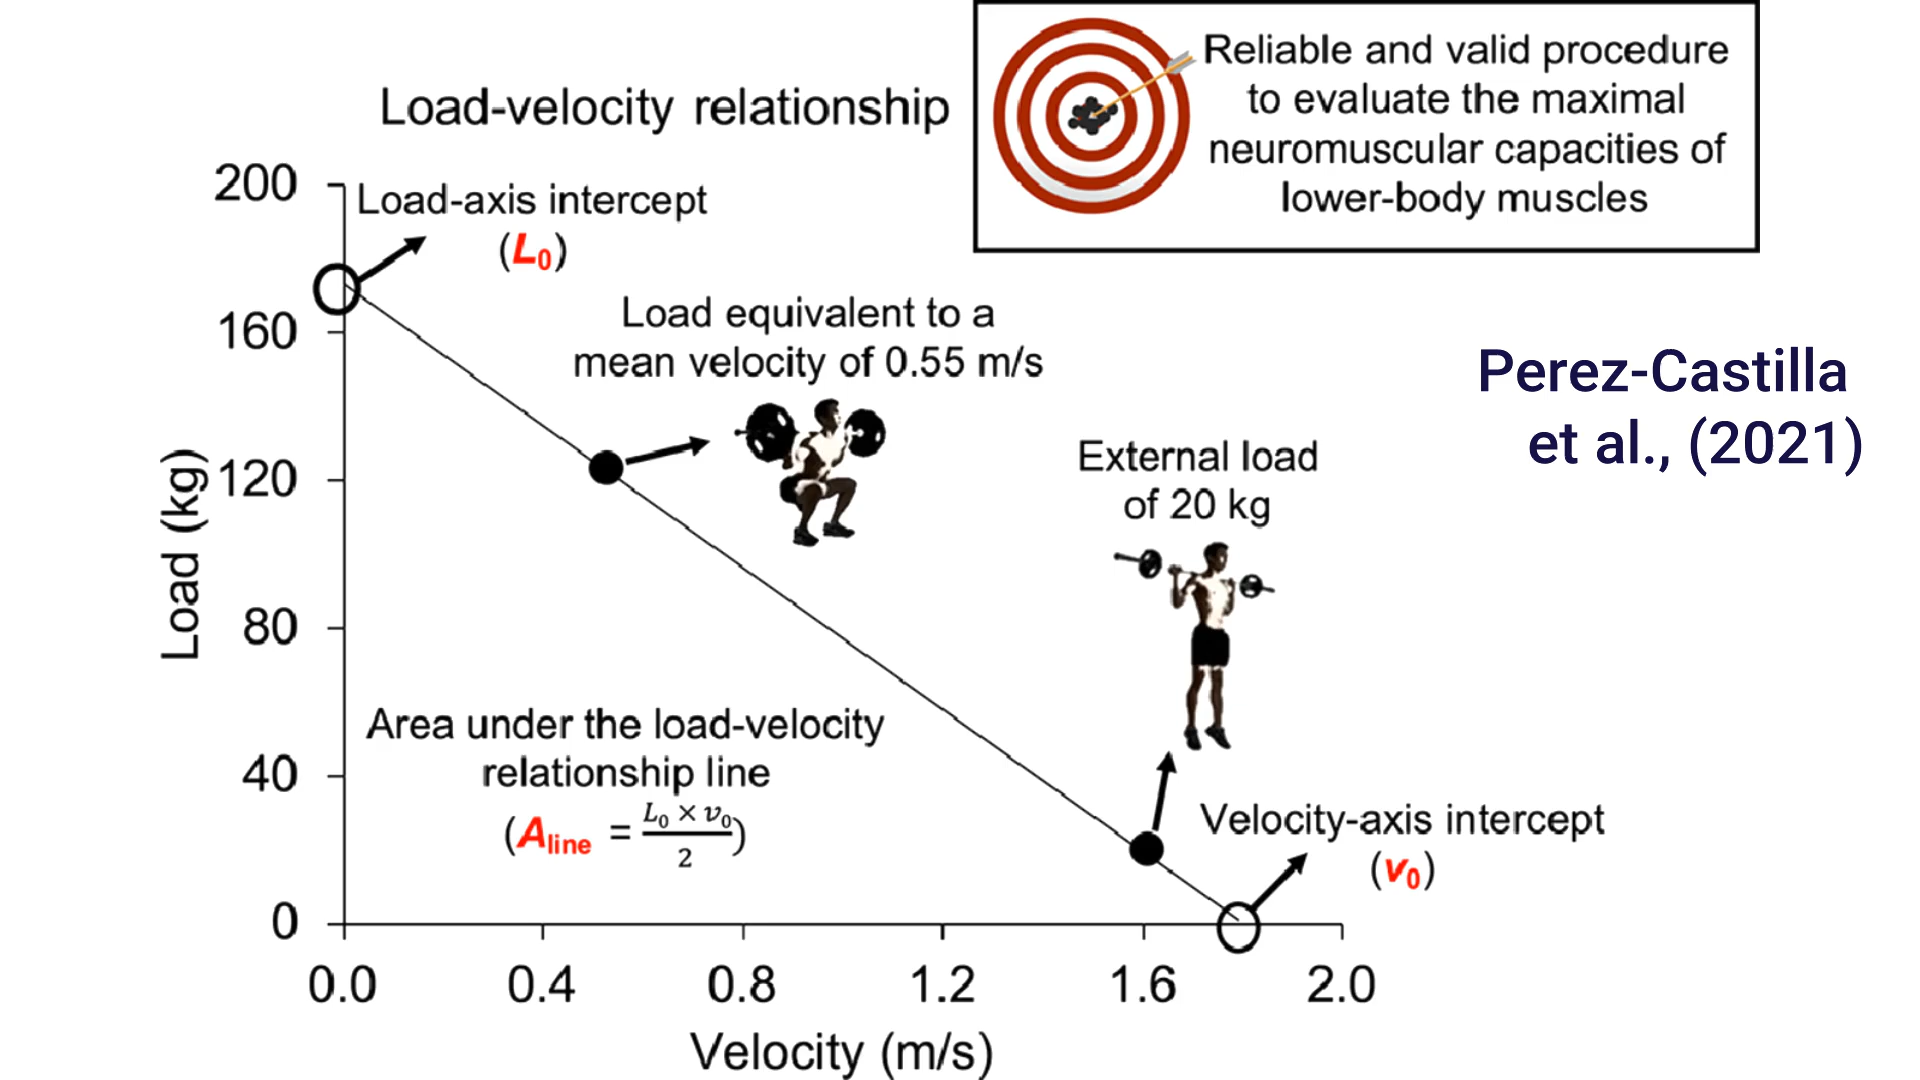 Reliable and valid procedure
to evaluate the maximal
neuromuscular capacities of
lower-body muscles
Load-velocity relationship
200
Load-axis intercept
(L0)
160
Load equivalent to a
mean velocity of 0.55 m/s
Perez-Castilla
et al., (2021)
External load
of 20 kg
120
Load (kg)
80
Area under the load-velocity
relationship line
(Aline = L0 × v0 / 2)
40
Velocity-axis intercept
(v0)
0
0.0 0.4 0.8 1.2 1.6 2.0
Velocity (m/s)